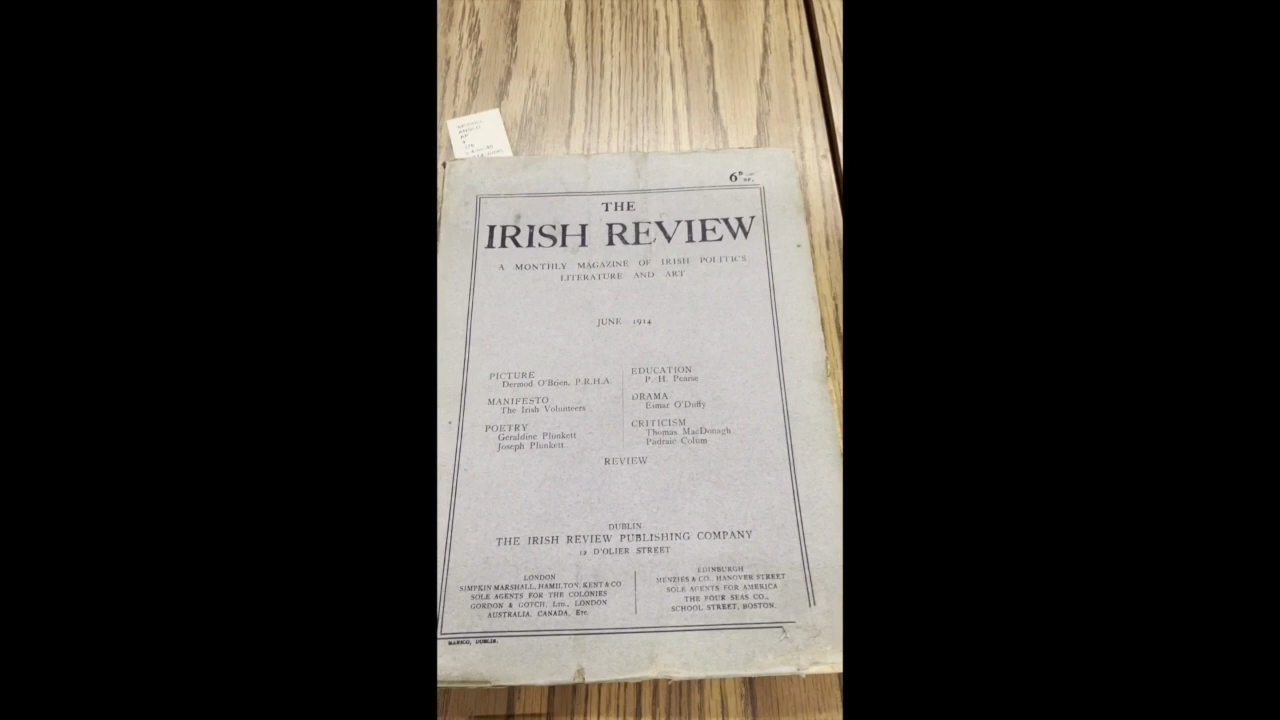 6D
THE
IRISH REVIEW
A MONTHLY MAGAZINE OF IRISH POLITICS
LITERATURE AND ART
JUNE 1914
PICTURE
Dermod O'Brien, P.R.H.A.
MANIFESTO
The Irish Volunteers
POETRY
Geraldine Plunkett
Joseph Plunkett
EDUCATION
P. H. Pearse
DRAMA
Eimar O'Duffy
CRITICISM
Thomas MacDonagh
Padraic Colum
REVIEW
DUBLIN
THE IRISH REVIEW PUBLISHING COMPANY
12 D'OLIER STREET
LONDON
SIMPKIN MARSHALL, HAMILTON, KENT & CO
SOLE AGENTS FOR THE COLONIES
GORDON & GOTCH, Ltd., LONDON
AUSTRALIA, CANADA, Etc.
EDINBURGH
MENZIES & CO., HANOVER STREET
SOLE AGENTS FOR AMERICA
THE FOUR SEAS CO.,
SCHOOL STREET, BOSTON.
MANICO, DUBLIN.